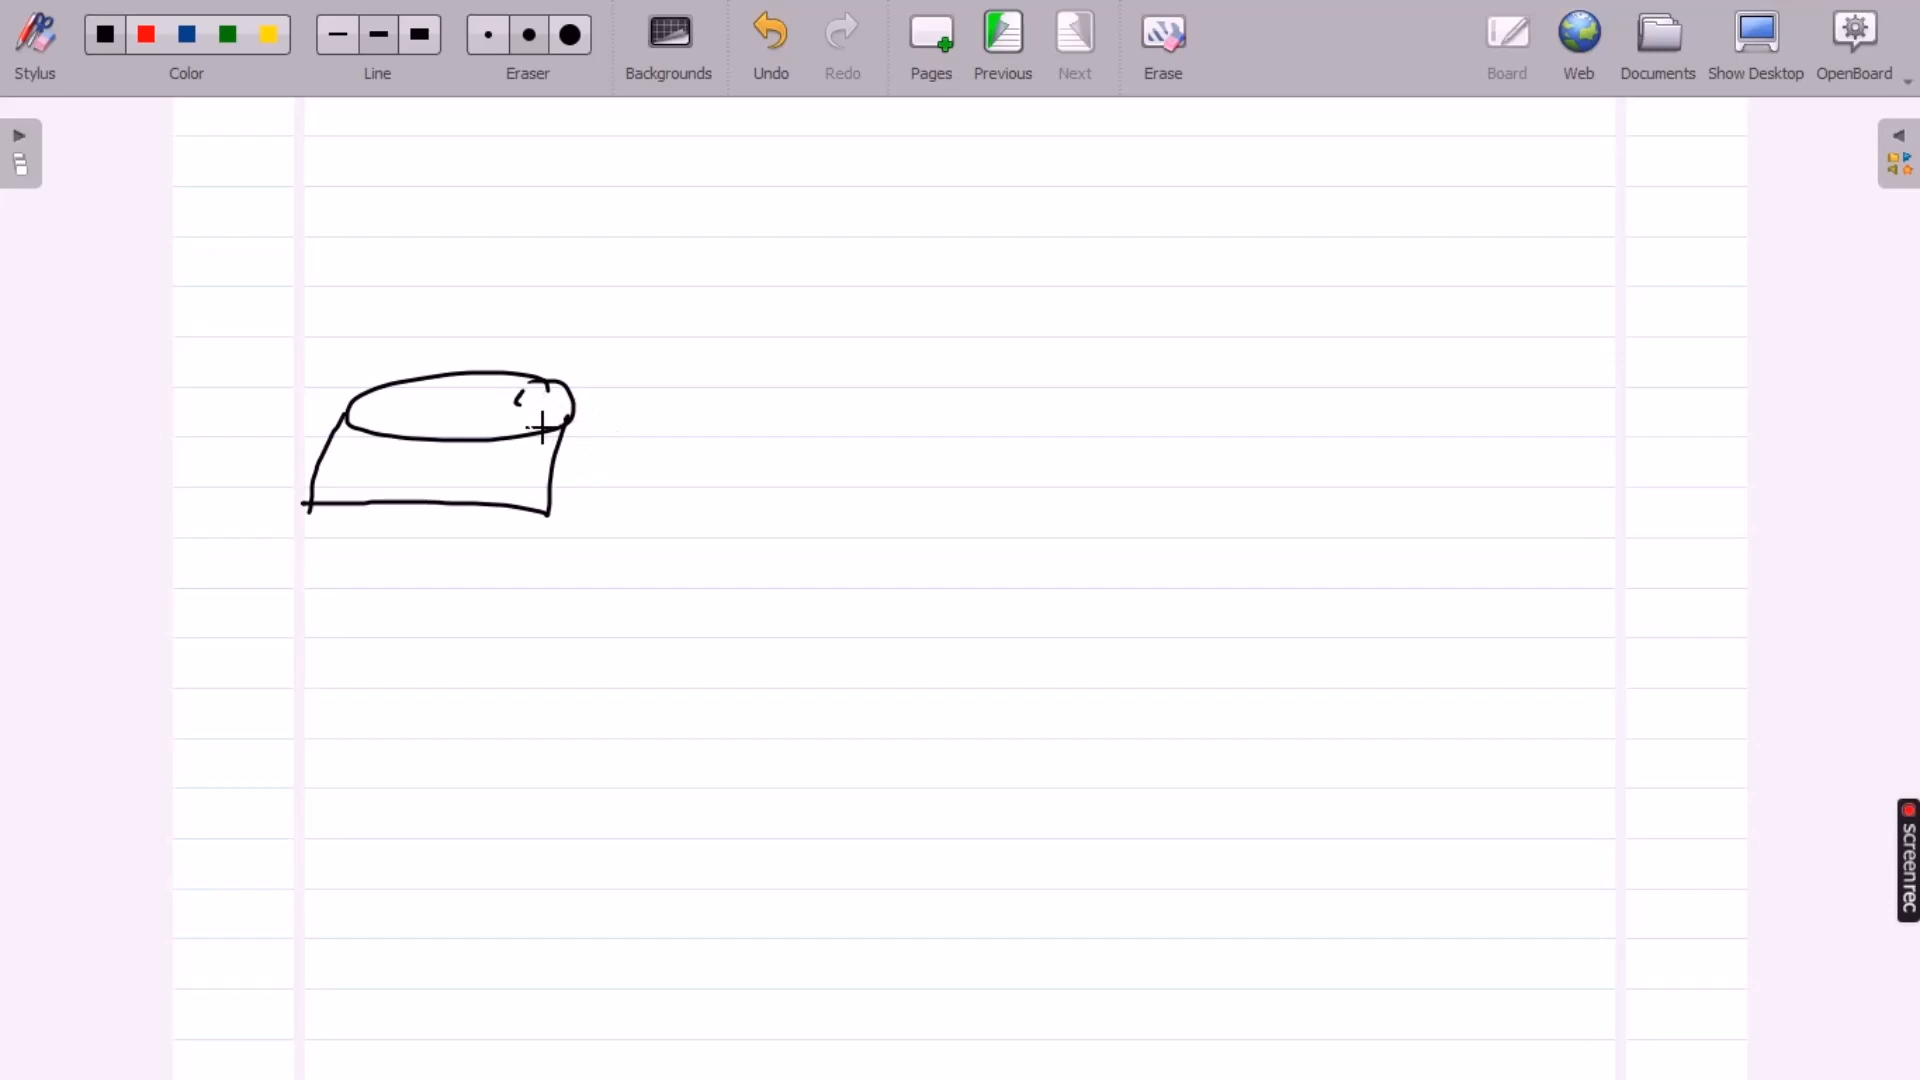 Stylus
Color
Line
Eraser
Backgrounds
Undo
Redo
Pages
Previous
Next
Erase
Board
Web
Documents
Show Desktop
OpenBoard
screenrec